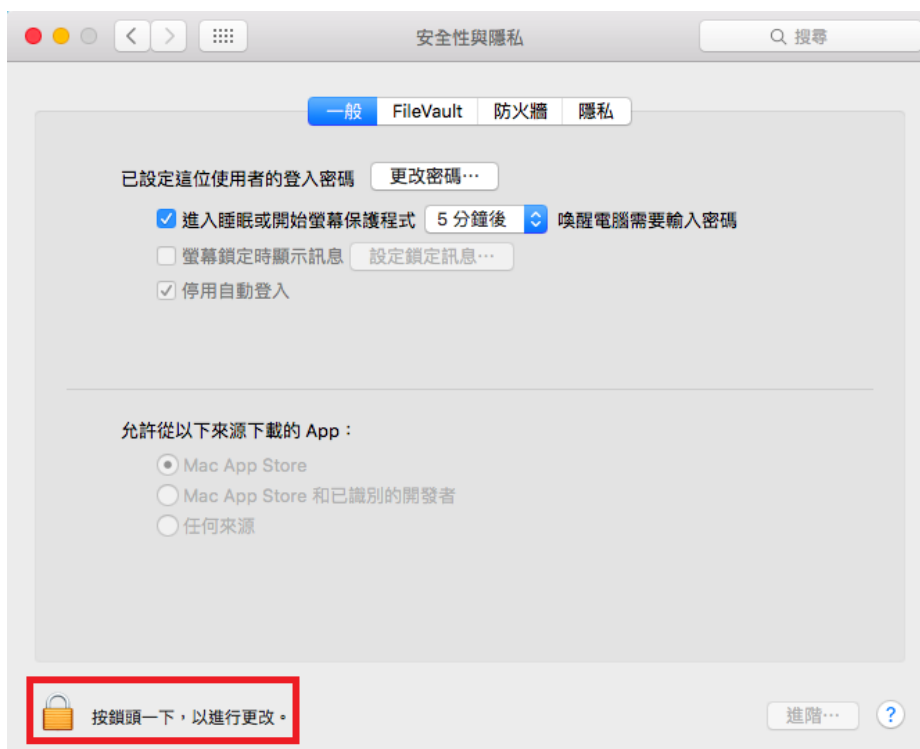 安全性與隱私
搜尋
一般 FileVault 防火牆 隱私
已設定這位使用者的登入密碼 更改密碼⋯
進入睡眠或開始螢幕保護程式 5 分鐘後 喚醒電腦需要輸入密碼
螢幕鎖定時顯示訊息 設定鎖定訊息⋯
停用自動登入
允許從以下來源下載的 App：
Mac App Store
Mac App Store 和已識別的開發者
任何來源
按鎖頭一下，以進行更改。
進階⋯ ?